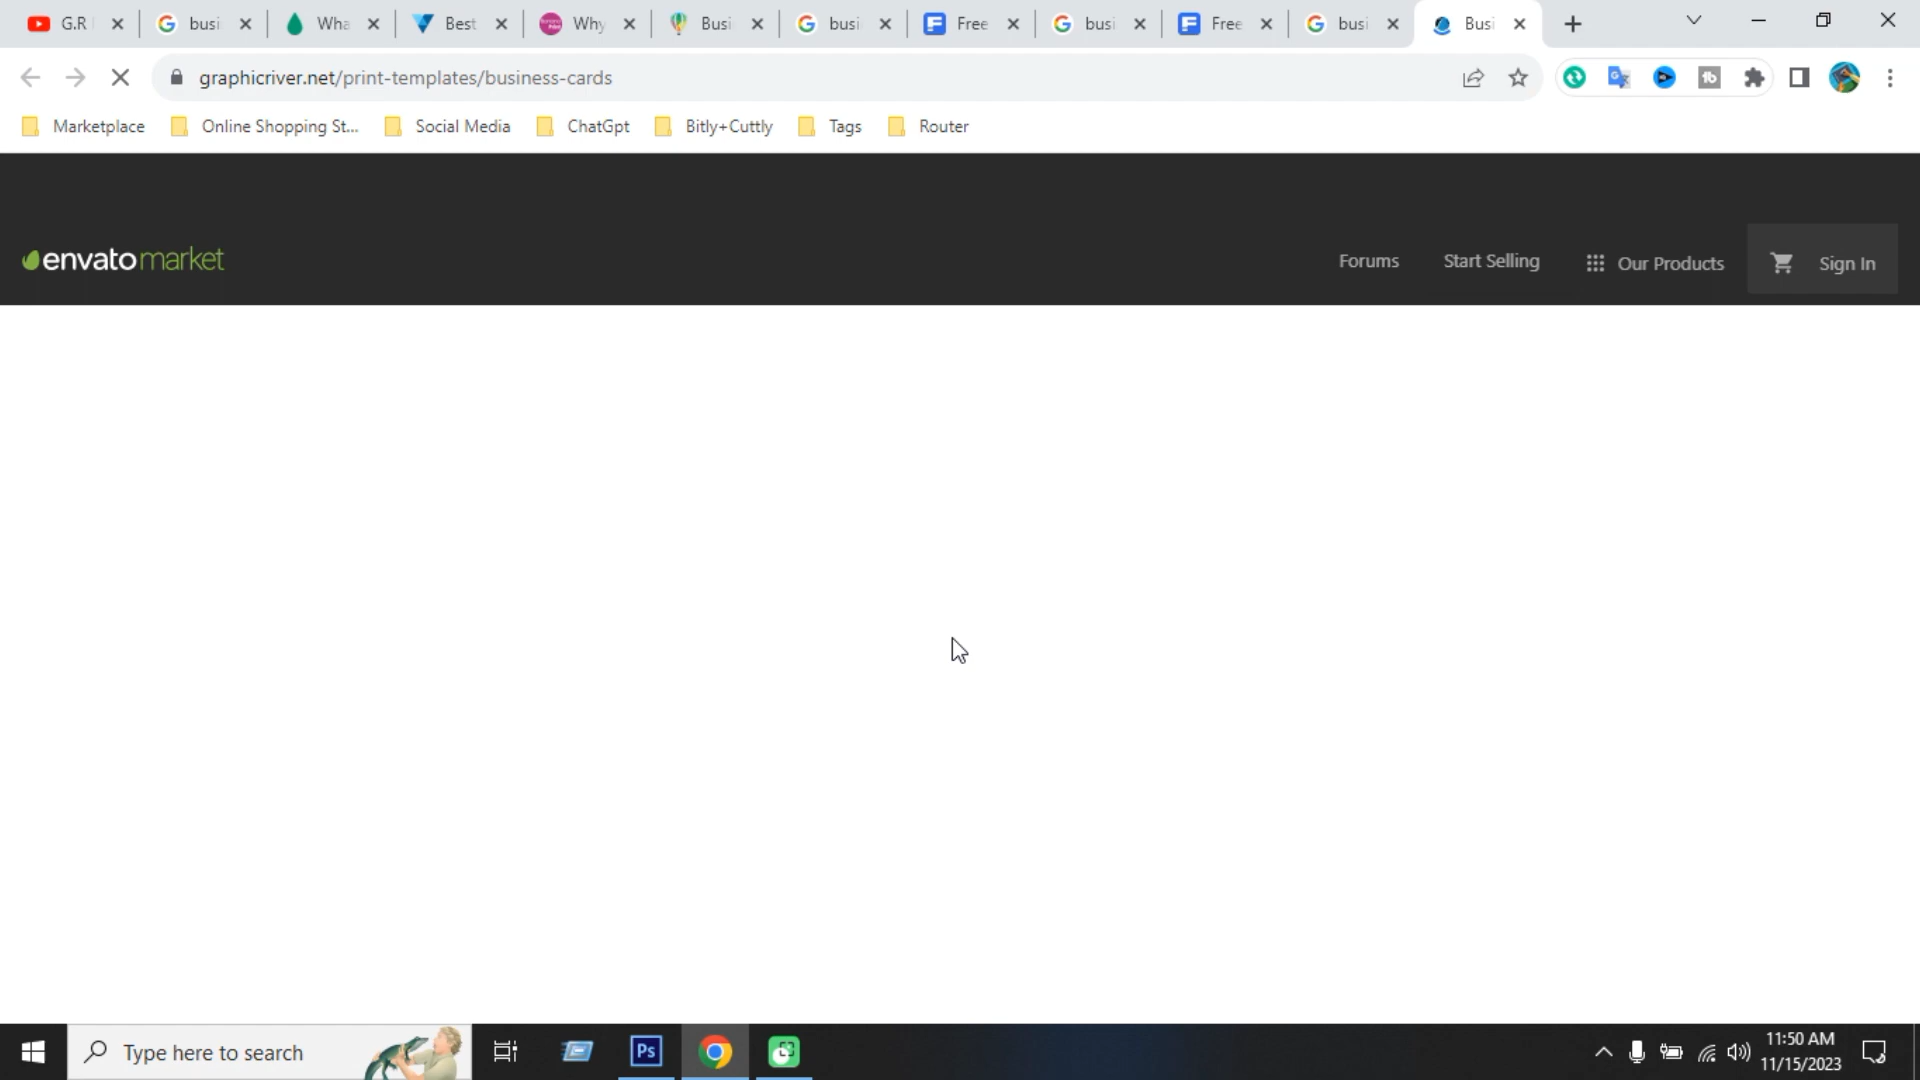 G.R
busi
Wha
Best
Why
Busi
busi
Free
busi
Free
busi
Busi
graphicriver.net/print-templates/business-cards
Marketplace
Online Shopping St...
Social Media
ChatGpt
Bitly+Cuttly
Tags
Router
envato market
Forums
Start Selling
Our Products
Sign In
Type here to search
Ps
11:50 AM
11/15/2023